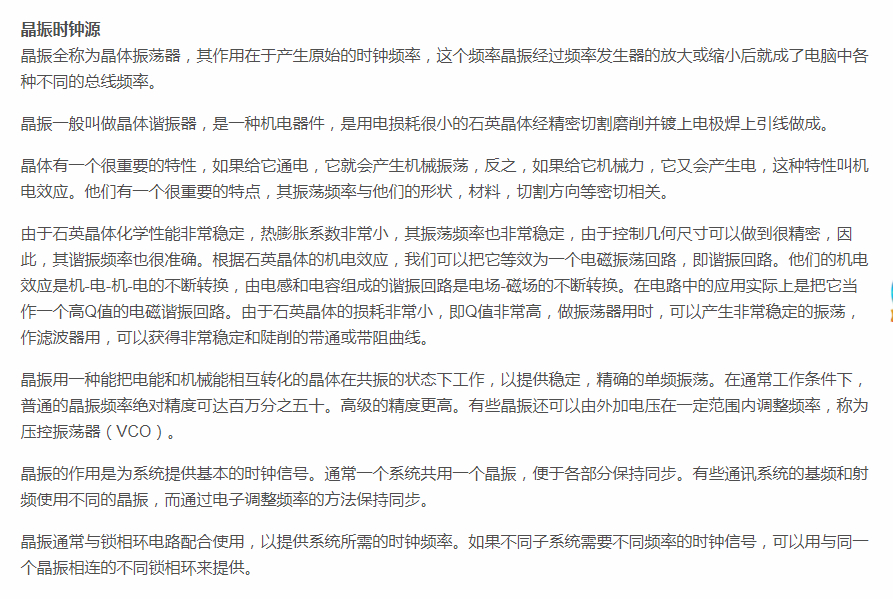 晶振时钟源
晶振全称为晶体振荡器，其作用在于产生原始的时钟频率，这个频率晶振经过频率发生器的放大或缩小后就成了电脑中各
种不同的总线频率。
晶振一般叫做晶体谐振器，是一种机电器件，是用电损耗很小的石英晶体经精密切割磨削并镀上电极焊上引线做成。
晶体有一个很重要的特性，如果给它通电，它就会产生机械振荡，反之，如果给它机械力，它又会产生电，这种特性叫机
电效应。他们有一个很重要的特点，其振荡频率与他们的形状，材料，切割方向等密切相关。
由于石英晶体化学性能非常稳定，热膨胀系数非常小，其振荡频率也非常稳定，由于控制几何尺寸可以做到很精密，因
此，其谐振频率也很准确。根据石英晶体的机电效应，我们可以把它等效为一个电磁振荡回路，即谐振回路。他们的机电
效应是机-电-机-电的不断转换，由电感和电容组成的谐振回路是电场-磁场的不断转换。在电路中的应用实际上是把它当
作一个高Q值的电磁谐振回路。由于石英晶体的损耗非常小，即Q值非常高，做振荡器用时，可以产生非常稳定的振荡，
作滤波器用，可以获得非常稳定和陡削的带通或带阻曲线。
晶振用一种能把电能和机械能相互转化的晶体在共振的状态下工作，以提供稳定，精确的单频振荡。在通常工作条件下，
普通的晶振频率绝对精度可达百万分之五十。高级的精度更高。有些晶振还可以由外加电压在一定范围内调整频率，称为
压控振荡器（VCO）。
晶振的作用是为系统提供基本的时钟信号。通常一个系统共用一个晶振，便于各部分保持同步。有些通讯系统的基频和射
频使用不同的晶振，而通过电子调整频率的方法保持同步。
晶振通常与锁相环电路配合使用，以提供系统所需的时钟频率。如果不同子系统需要不同频率的时钟信号，可以用与同一
个晶振相连的不同锁相环来提供。